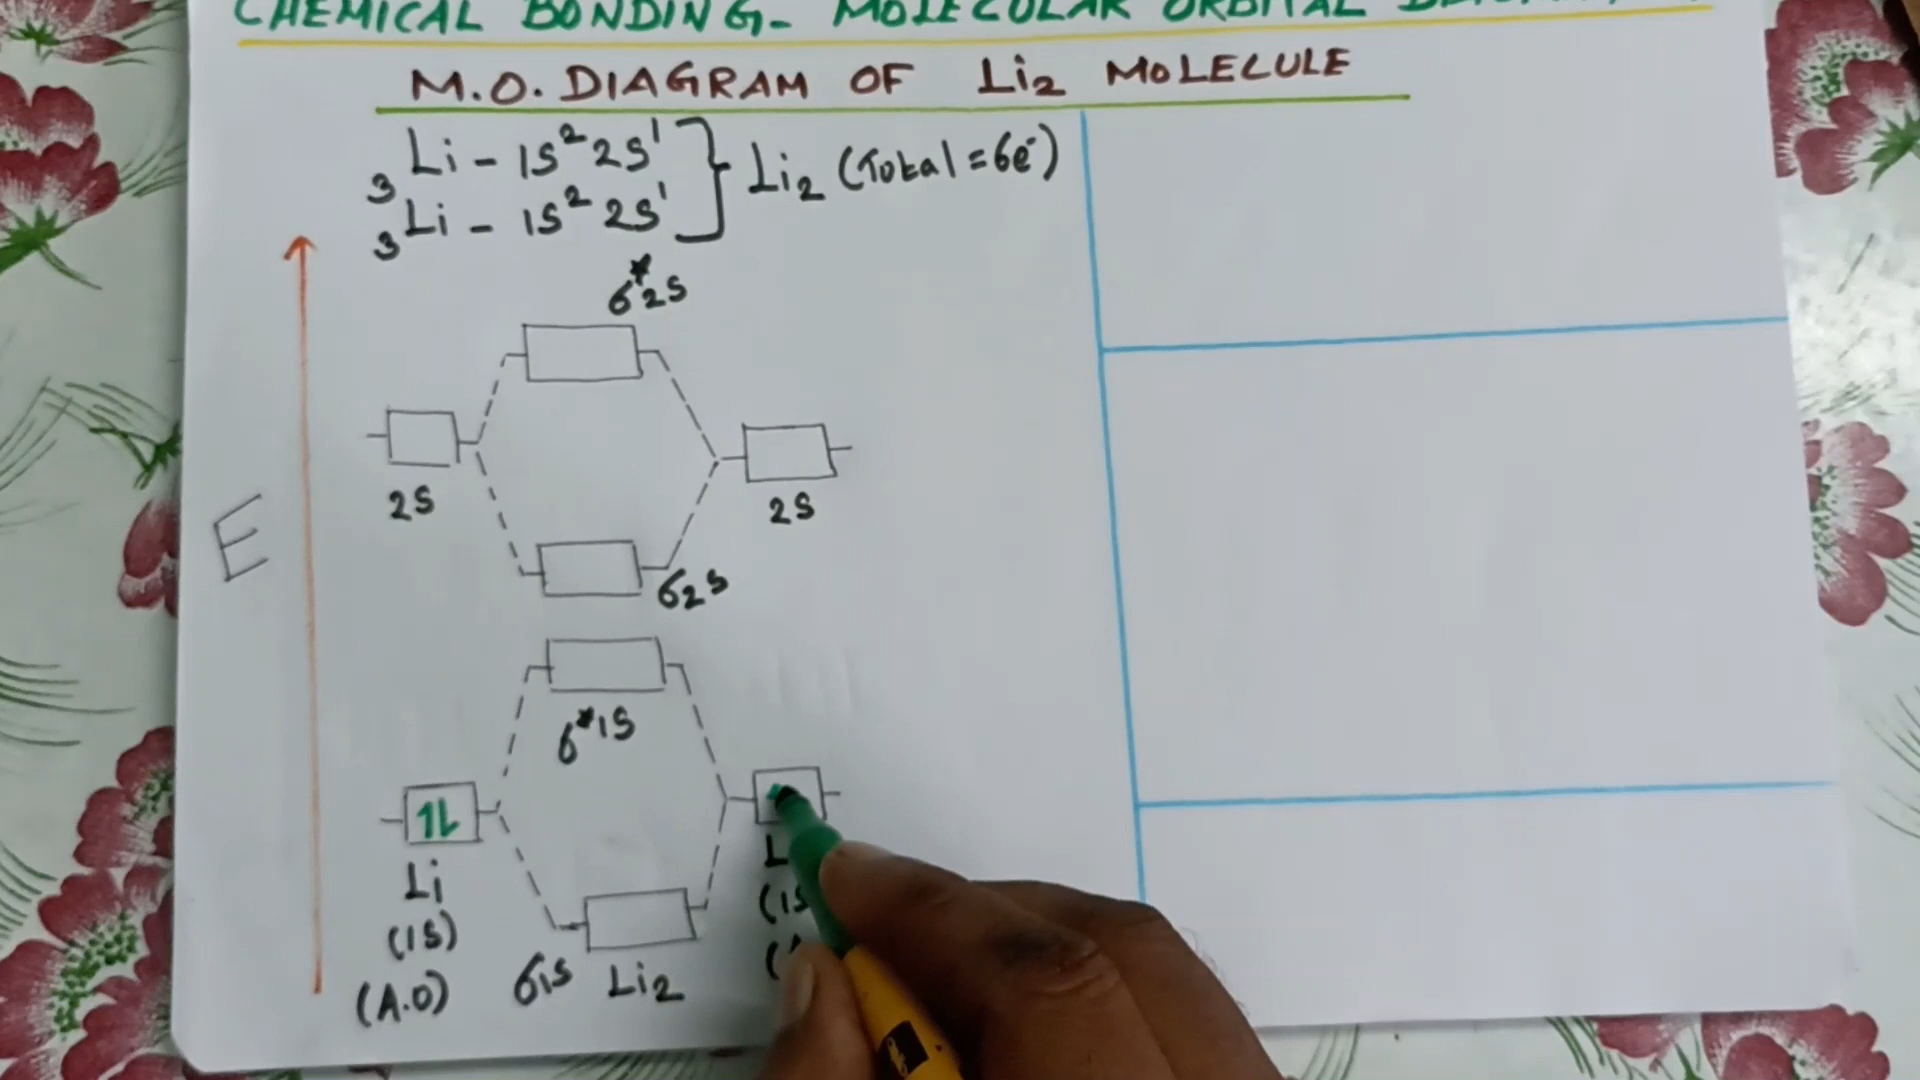 CHEMICAL BONDING- MOLECULAR ORBITAL
M.O. DIAGRAM OF Li2 MOLECULE
3Li - 1S² 2S¹
3Li - 1S² 2S¹
Li2 (Total = 6e⁻)
σ*2S
2S
2S
E
σ2s
σ*1S
1L
Li
L
(1S)
(1S
(A.O)
σ1s
Li2